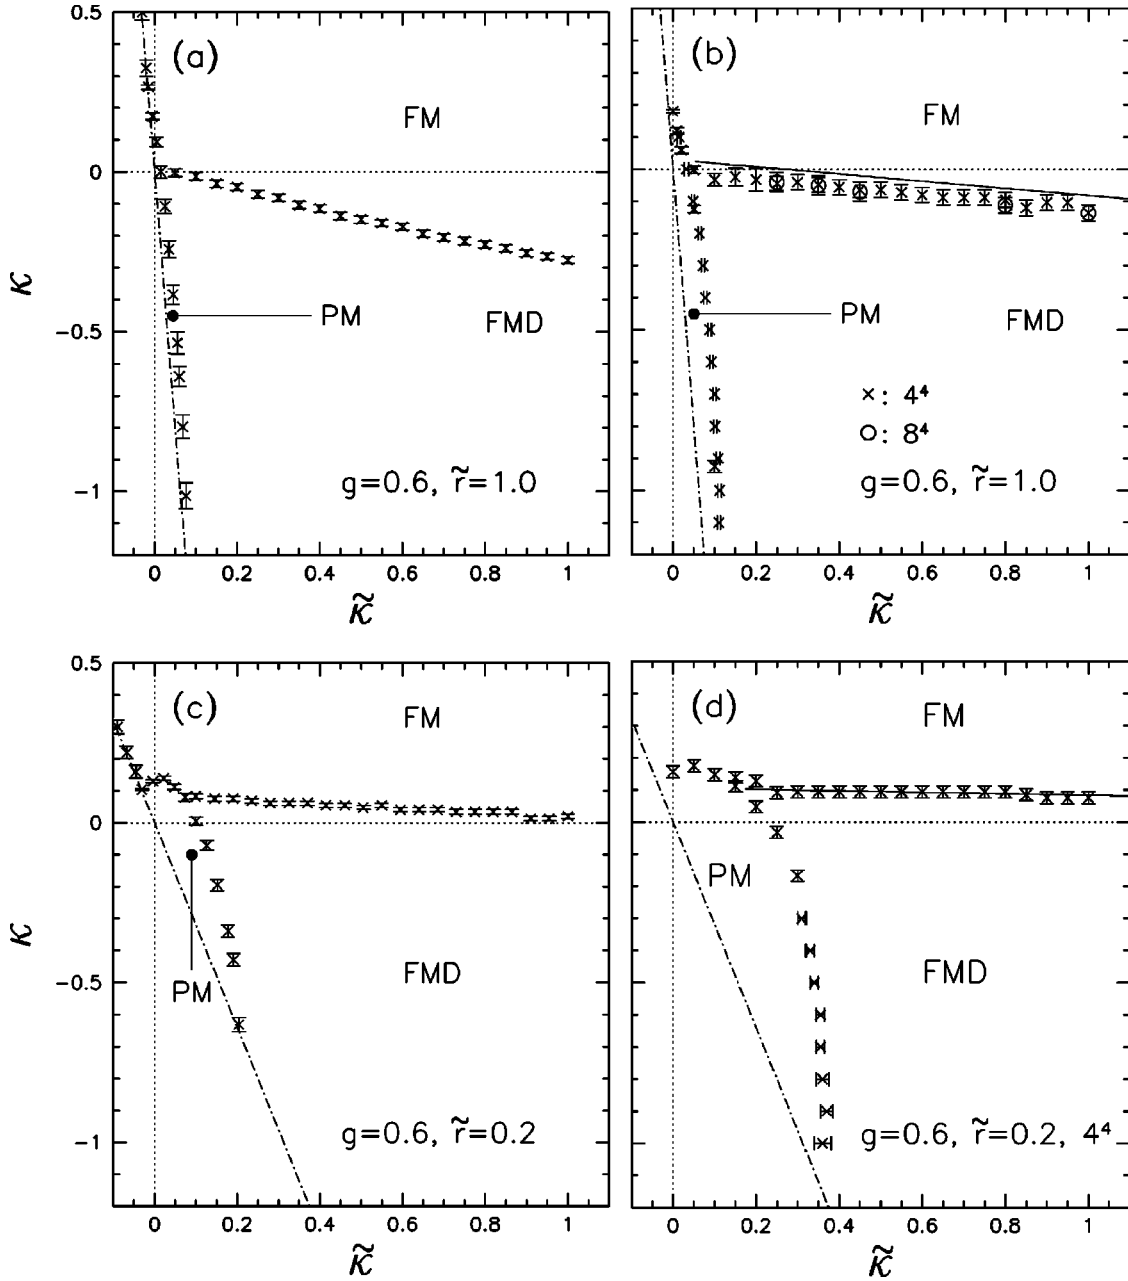 (a)
FM
PM
FMD
g=0.6, r̃=1.0
κ
0.5
0
−0.5
−1
0 0.2 0.4 0.6 0.8 1
κ̃
(b)
FM
PM
FMD
×: 4⁴
○: 8⁴
g=0.6, r̃=1.0
0 0.2 0.4 0.6 0.8 1
κ̃
(c)
FM
PM
FMD
g=0.6, r̃=0.2
κ
0.5
0
−0.5
−1
0 0.2 0.4 0.6 0.8 1
κ̃
(d)
FM
PM
FMD
g=0.6, r̃=0.2, 4⁴
0 0.2 0.4 0.6 0.8 1
κ̃